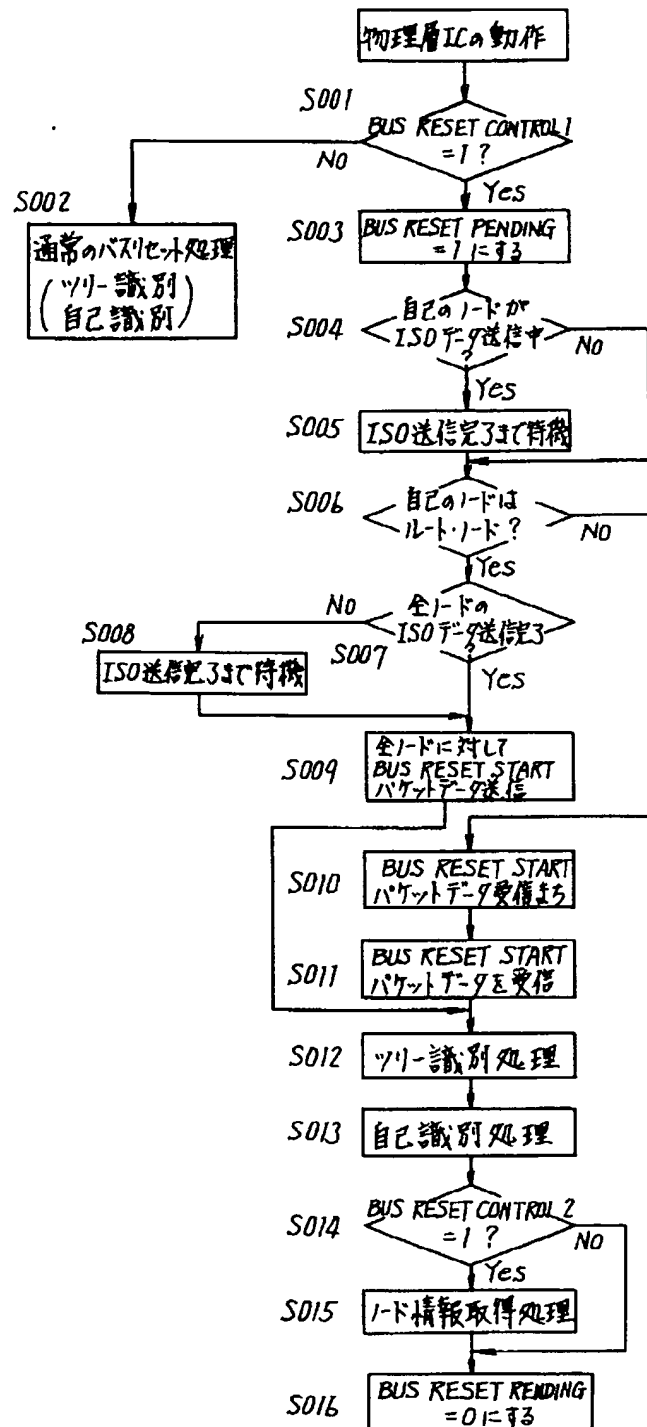 物理層ICの動作
S001
BUS RESET CONTROL1
=1?
NO
Yes
S002
通常のバスリセット処理
(ツリー識別
自己識別)
S003
BUS RESET PENDING
=1にする
S004
自己のノードが
ISOデータ送信中
?
NO
Yes
S005
ISO送信完了まで待機
S006
自己のノードは
ルート・ノード?
NO
Yes
S007
全ノードの
ISOデータ送信完了
?
NO
Yes
S008
ISO送信完了まで待機
S009
全ノードに対して
BUS RESET START
パケットデータ送信
S010
BUS RESET START
パケットデータ受信まち
S011
BUS RESET START
パケットデータを受信
S012
ツリー識別処理
S013
自己識別処理
S014
BUS RESET CONTROL2
=1?
NO
Yes
S015
ノード情報取得処理
S016
BUS RESET RENDING
=0にする